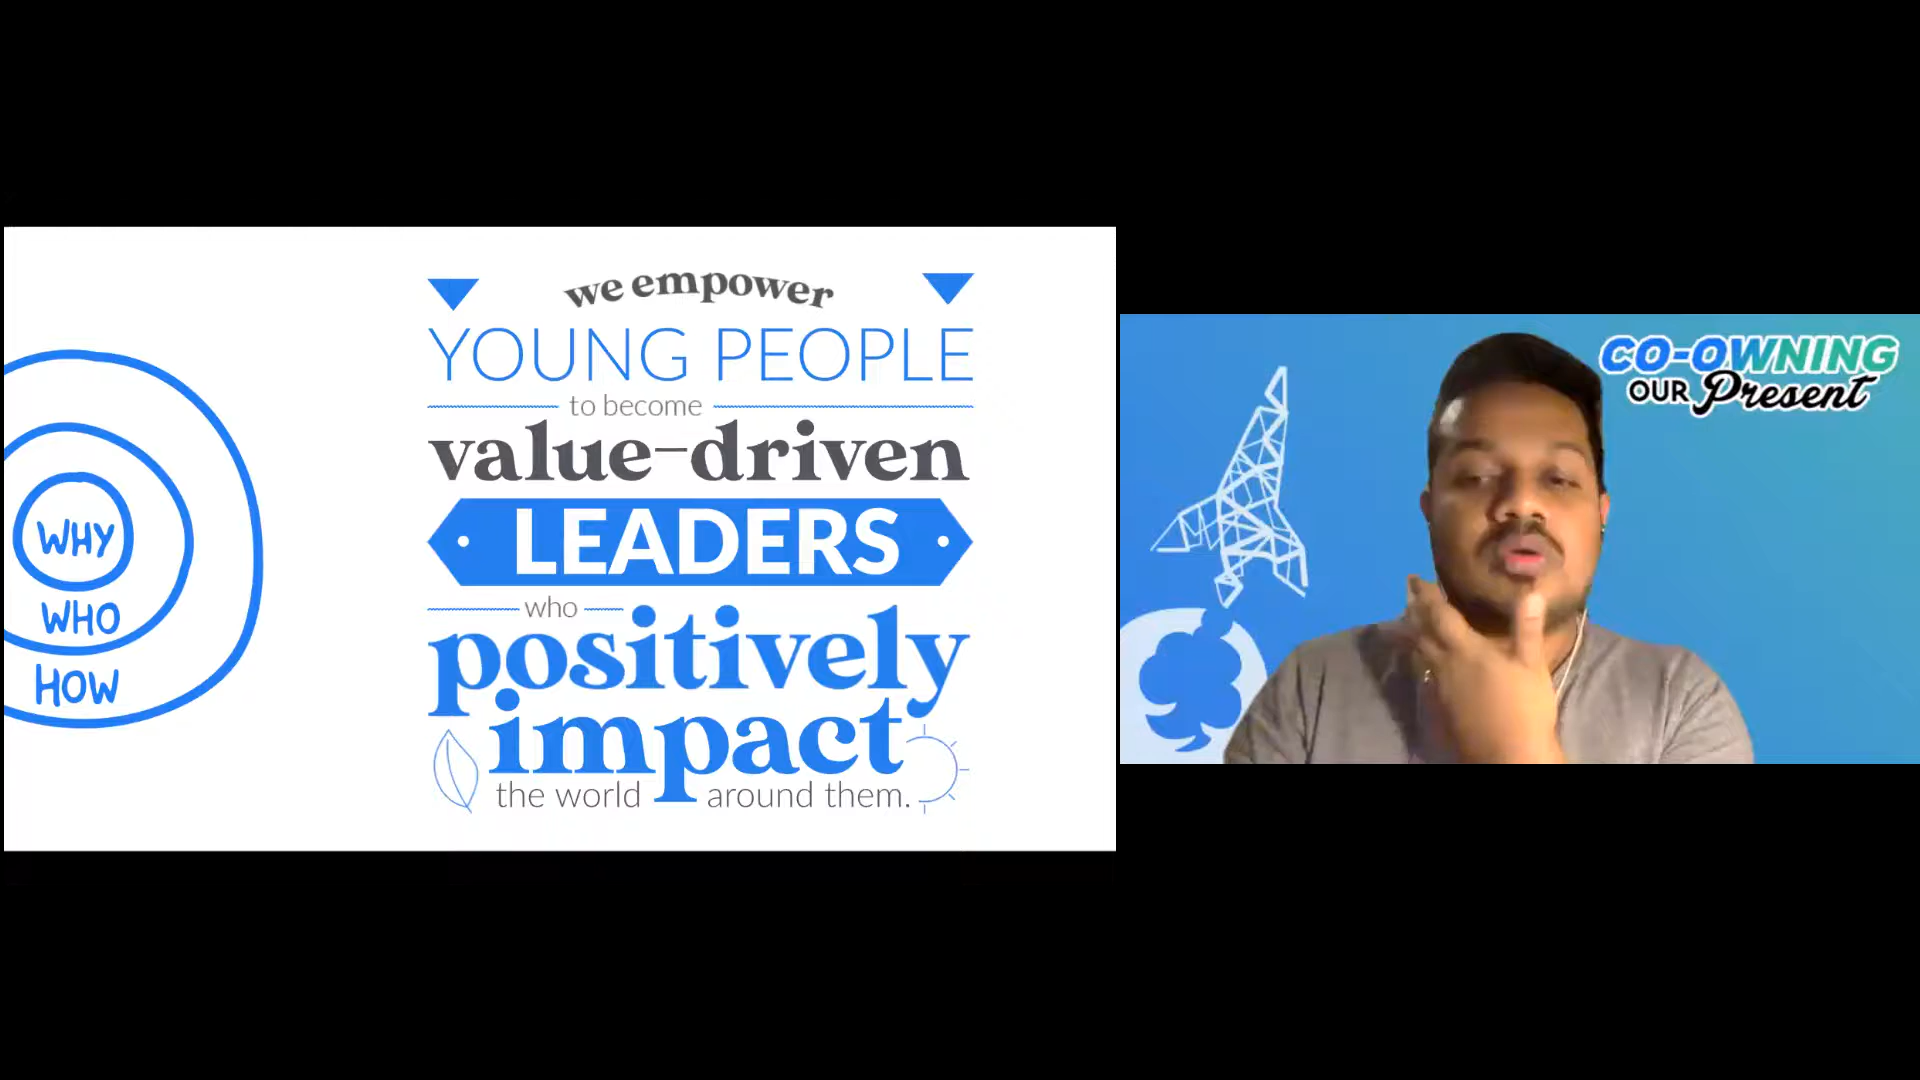 WHY
WHO
HOW
we empower
YOUNG PEOPLE
to become
value-driven
LEADERS
who
positively
impact
the world around them.
CO-OWNING
OUR Present